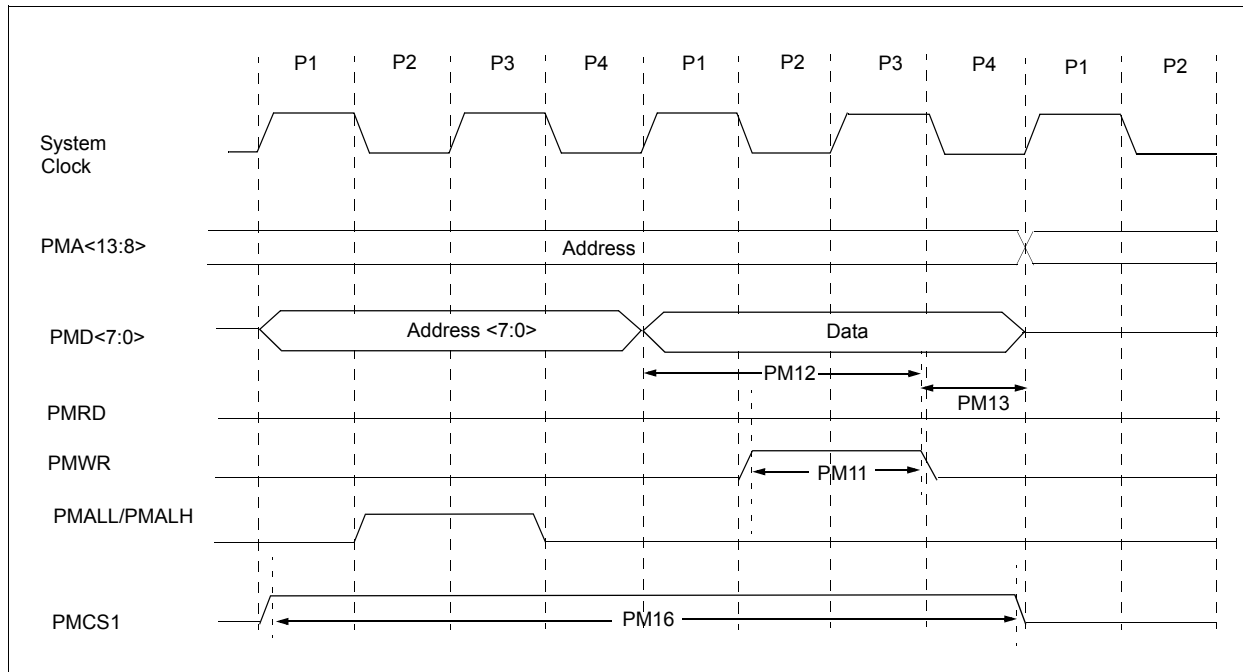 P1 P2 P3 P4 P1 P2 P3 P4 P1 P2
System
Clock
PMA<13:8>
Address
PMD<7:0>
Address <7:0>
Data
PM12
PM13
PMRD
PMWR
PM11
PMALL/PMALH
PMCS1
PM16